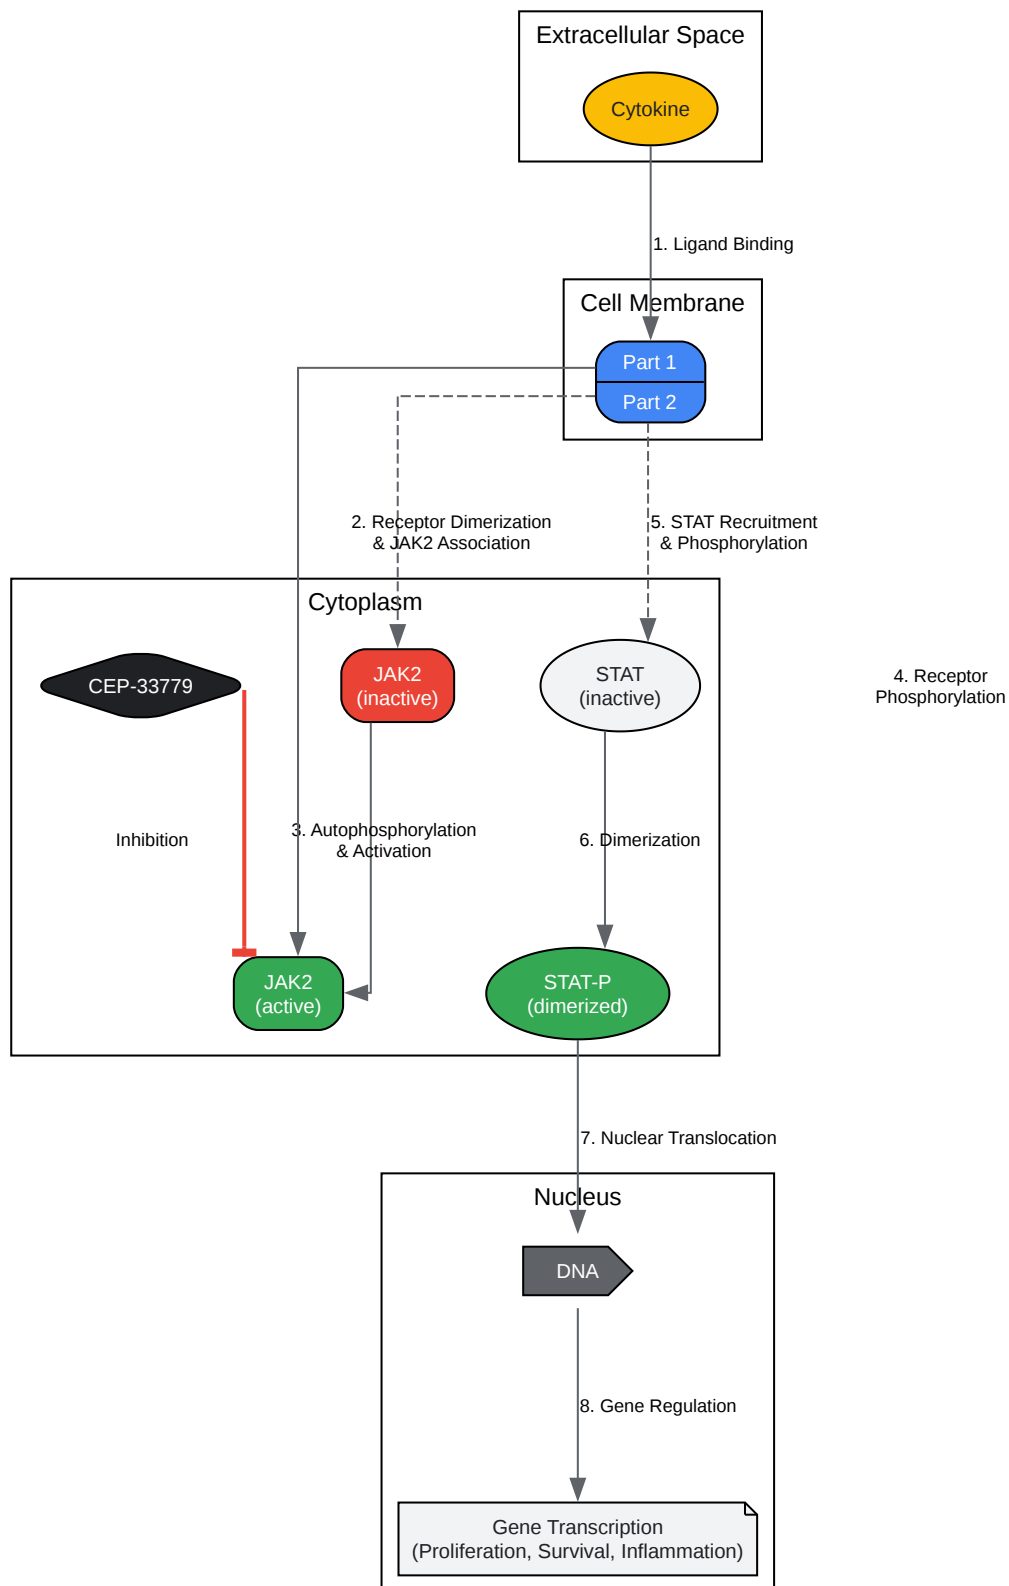 Extracellular Space
Cytokine
1. Ligand Binding
Cell Membrane
Part 1
Part 2
2. Receptor Dimerization
& JAK2 Association
5. STAT Recruitment
& Phosphorylation
Cytoplasm
CEP-33779
JAK2
(inactive)
STAT
(inactive)
4. Receptor
Phosphorylation
Inhibition
3. Autophosphorylation
& Activation
6. Dimerization
JAK2
(active)
STAT-P
(dimerized)
7. Nuclear Translocation
Nucleus
DNA
8. Gene Regulation
Gene Transcription
(Proliferation, Survival, Inflammation)